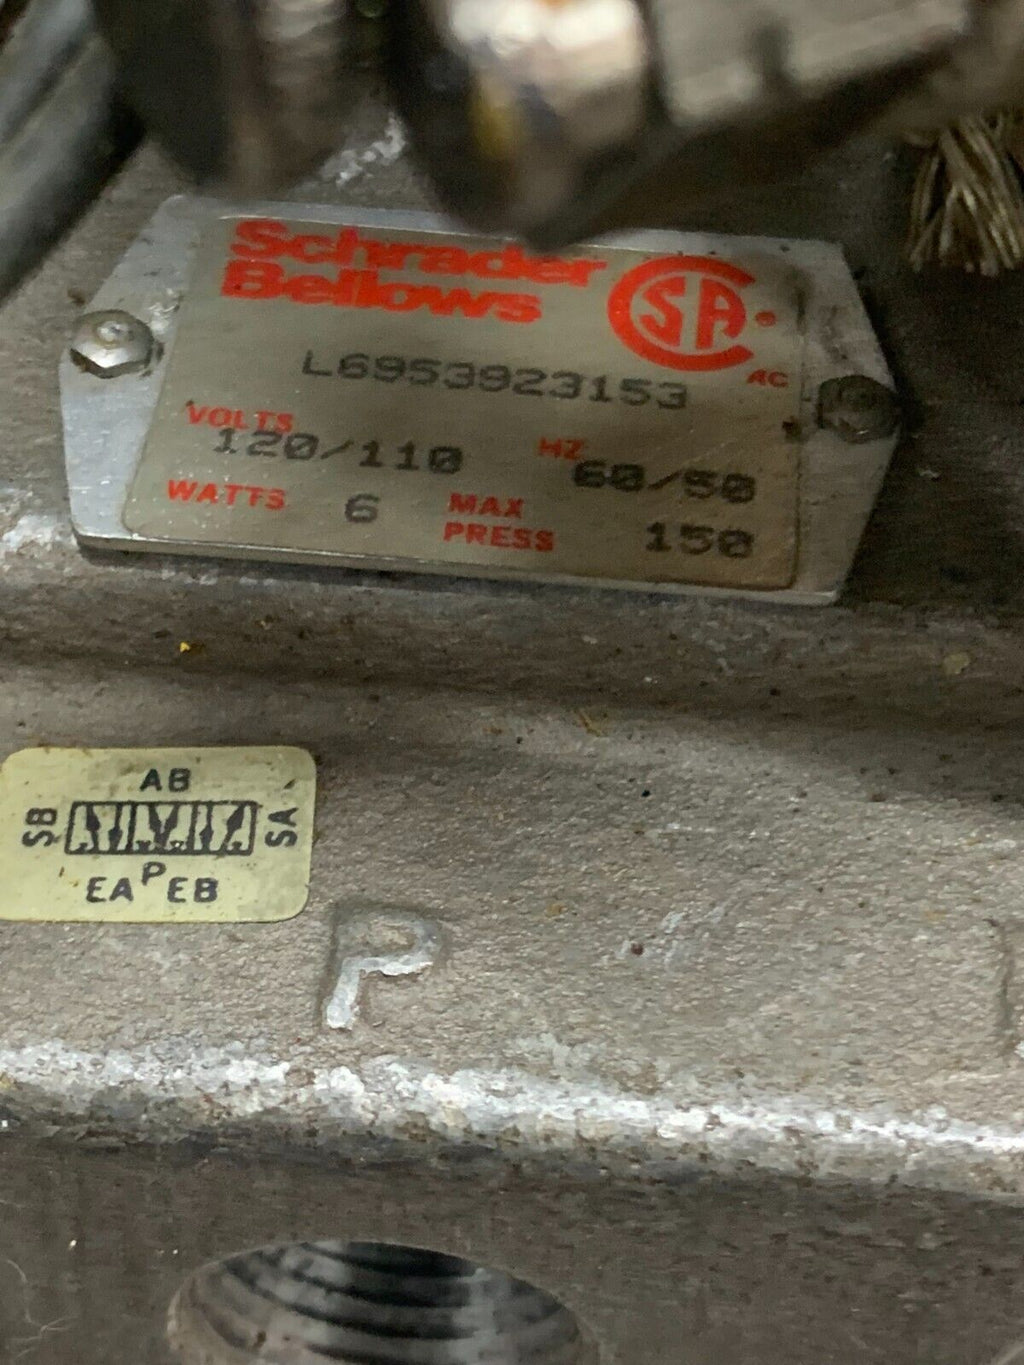 Schrader
Bellows
SA
AC
L6953923153
VOLTS
120/110
HZ
60/50
WATTS 6
MAX
PRESS
150
AB
SB
SA
EA P EB
P